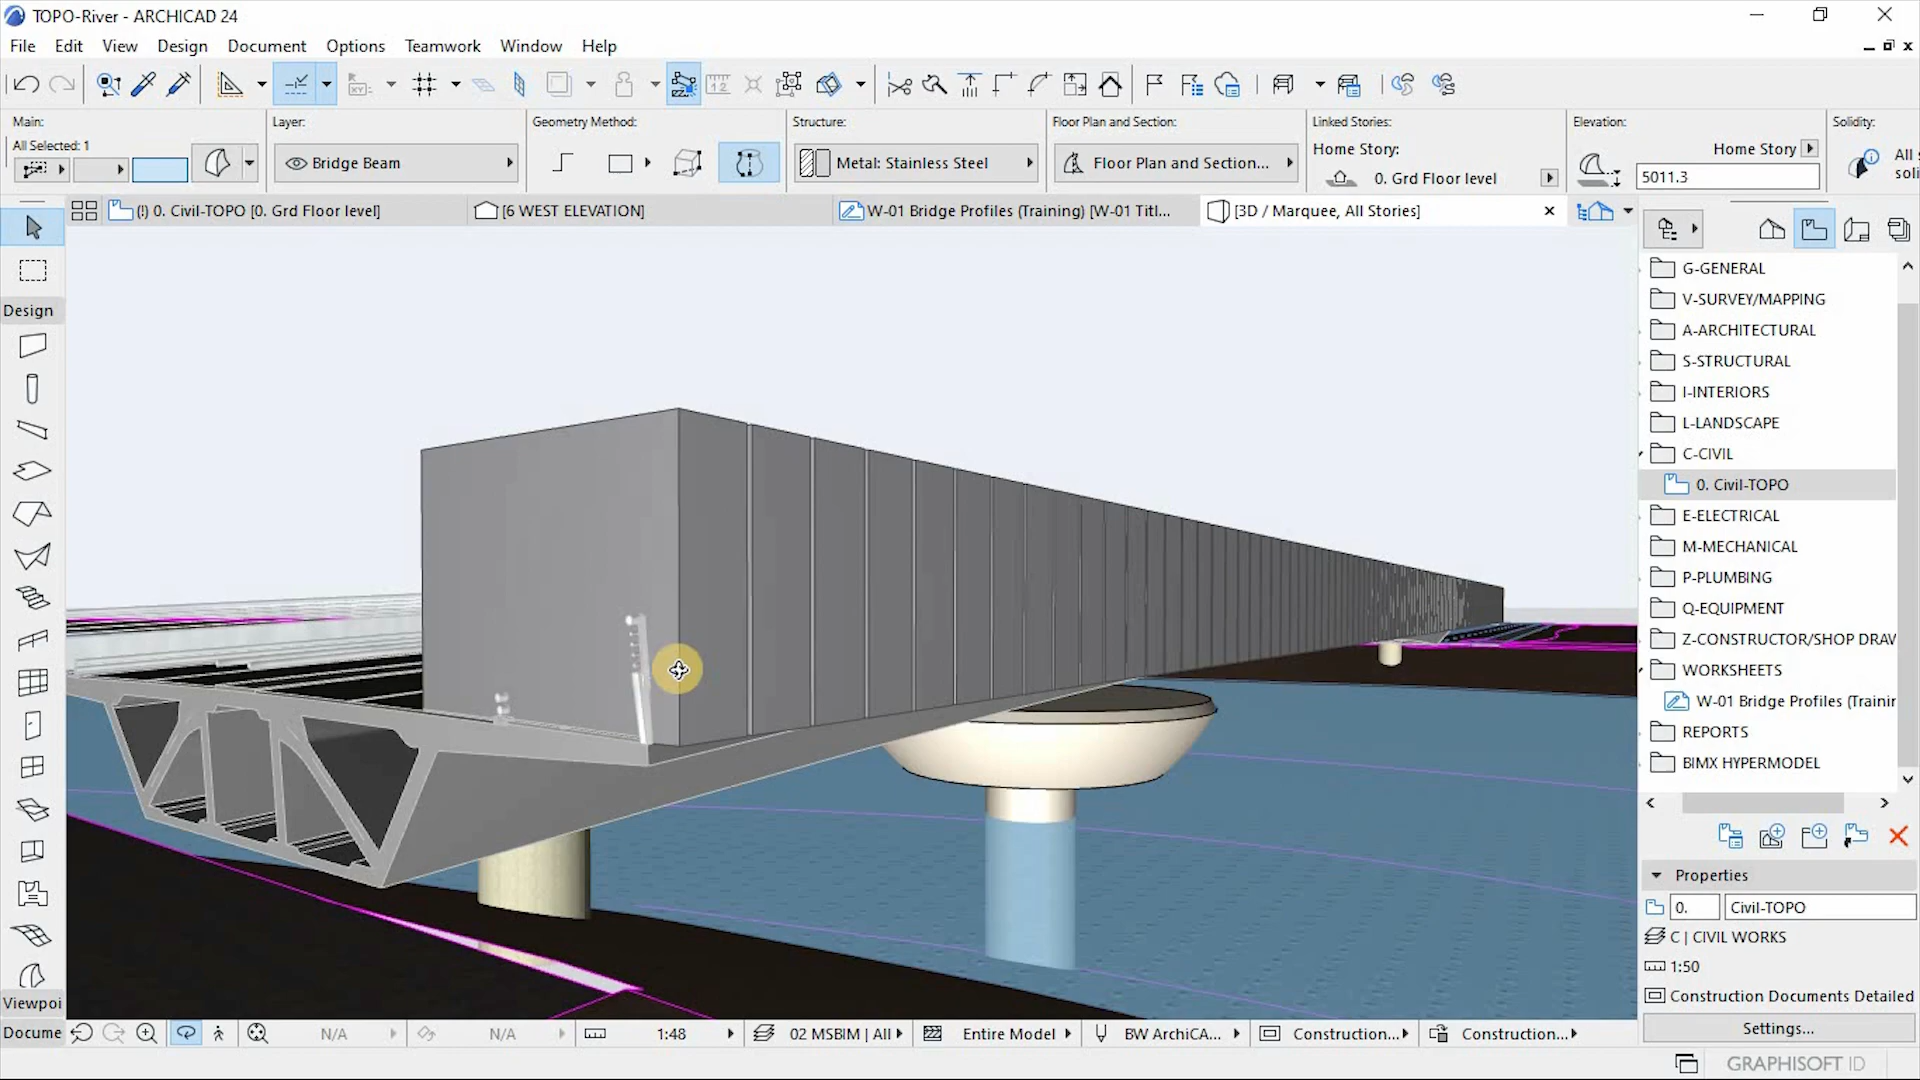 TOPO-River - ARCHICAD 24
File Edit View Design Document Options Teamwork Window Help
Main:
All Selected: 1
Layer:
Bridge Beam
Geometry Method:
Structure:
Metal: Stainless Steel
Floor Plan and Section:
Floor Plan and Section...
Linked Stories:
Home Story:
0. Grd Floor level
Elevation:
Home Story
5011.3
Solidity:
All s
soli
(!) 0. Civil-TOPO [0. Grd Floor level]
[6 WEST ELEVATION]
W-01 Bridge Profiles (Training) [W-01 Titl...
[3D / Marquee, All Stories]
Design
Viewpoi
Docume
G-GENERAL
V-SURVEY/MAPPING
A-ARCHITECTURAL
S-STRUCTURAL
I-INTERIORS
L-LANDSCAPE
C-CIVIL
0. Civil-TOPO
E-ELECTRICAL
M-MECHANICAL
P-PLUMBING
Q-EQUIPMENT
Z-CONSTRUCTOR/SHOP DRAW
WORKSHEETS
W-01 Bridge Profiles (Trainin
REPORTS
BIMX HYPERMODEL
Properties
0. Civil-TOPO
C | CIVIL WORKS
1:50
Construction Documents Detailed
Settings...
N/A N/A 1:48 02 MSBIM | All Entire Model BW ArchiCA... Construction... Construction...
GRAPHISOFT ID